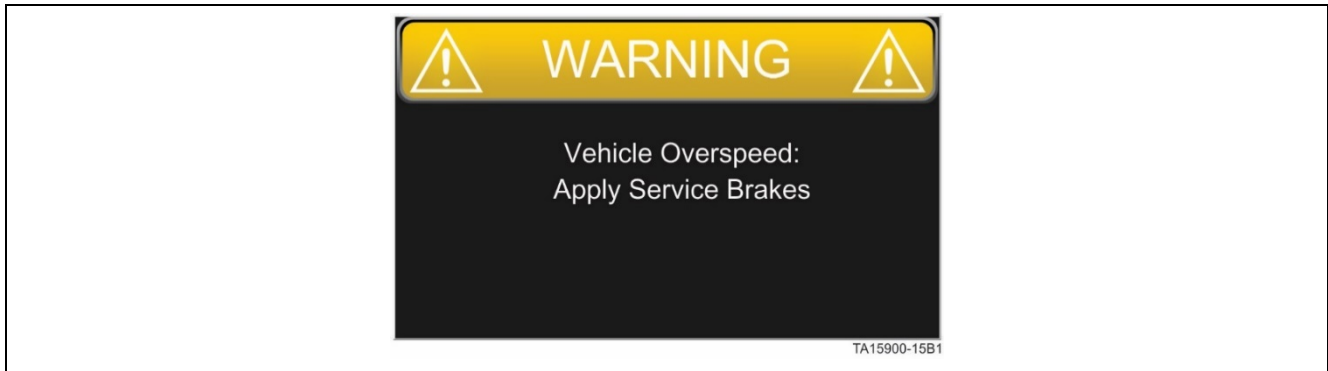 WARNING
Vehicle Overspeed:
Apply Service Brakes
TA15900-15B1